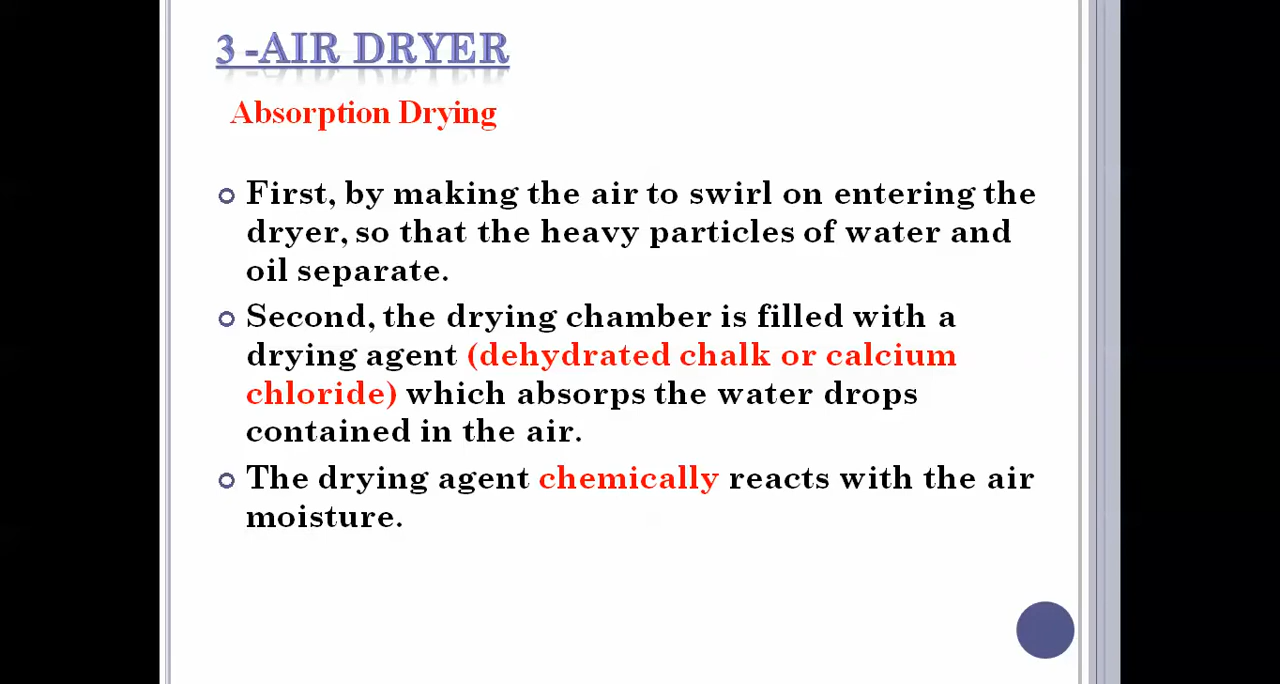 3 -AIR DRYER
Absorption Drying
First, by making the air to swirl on entering the
dryer, so that the heavy particles of water and
oil separate.
Second, the drying chamber is filled with a
drying agent (dehydrated chalk or calcium
chloride) which absorps the water drops
contained in the air.
The drying agent chemically reacts with the air
moisture.